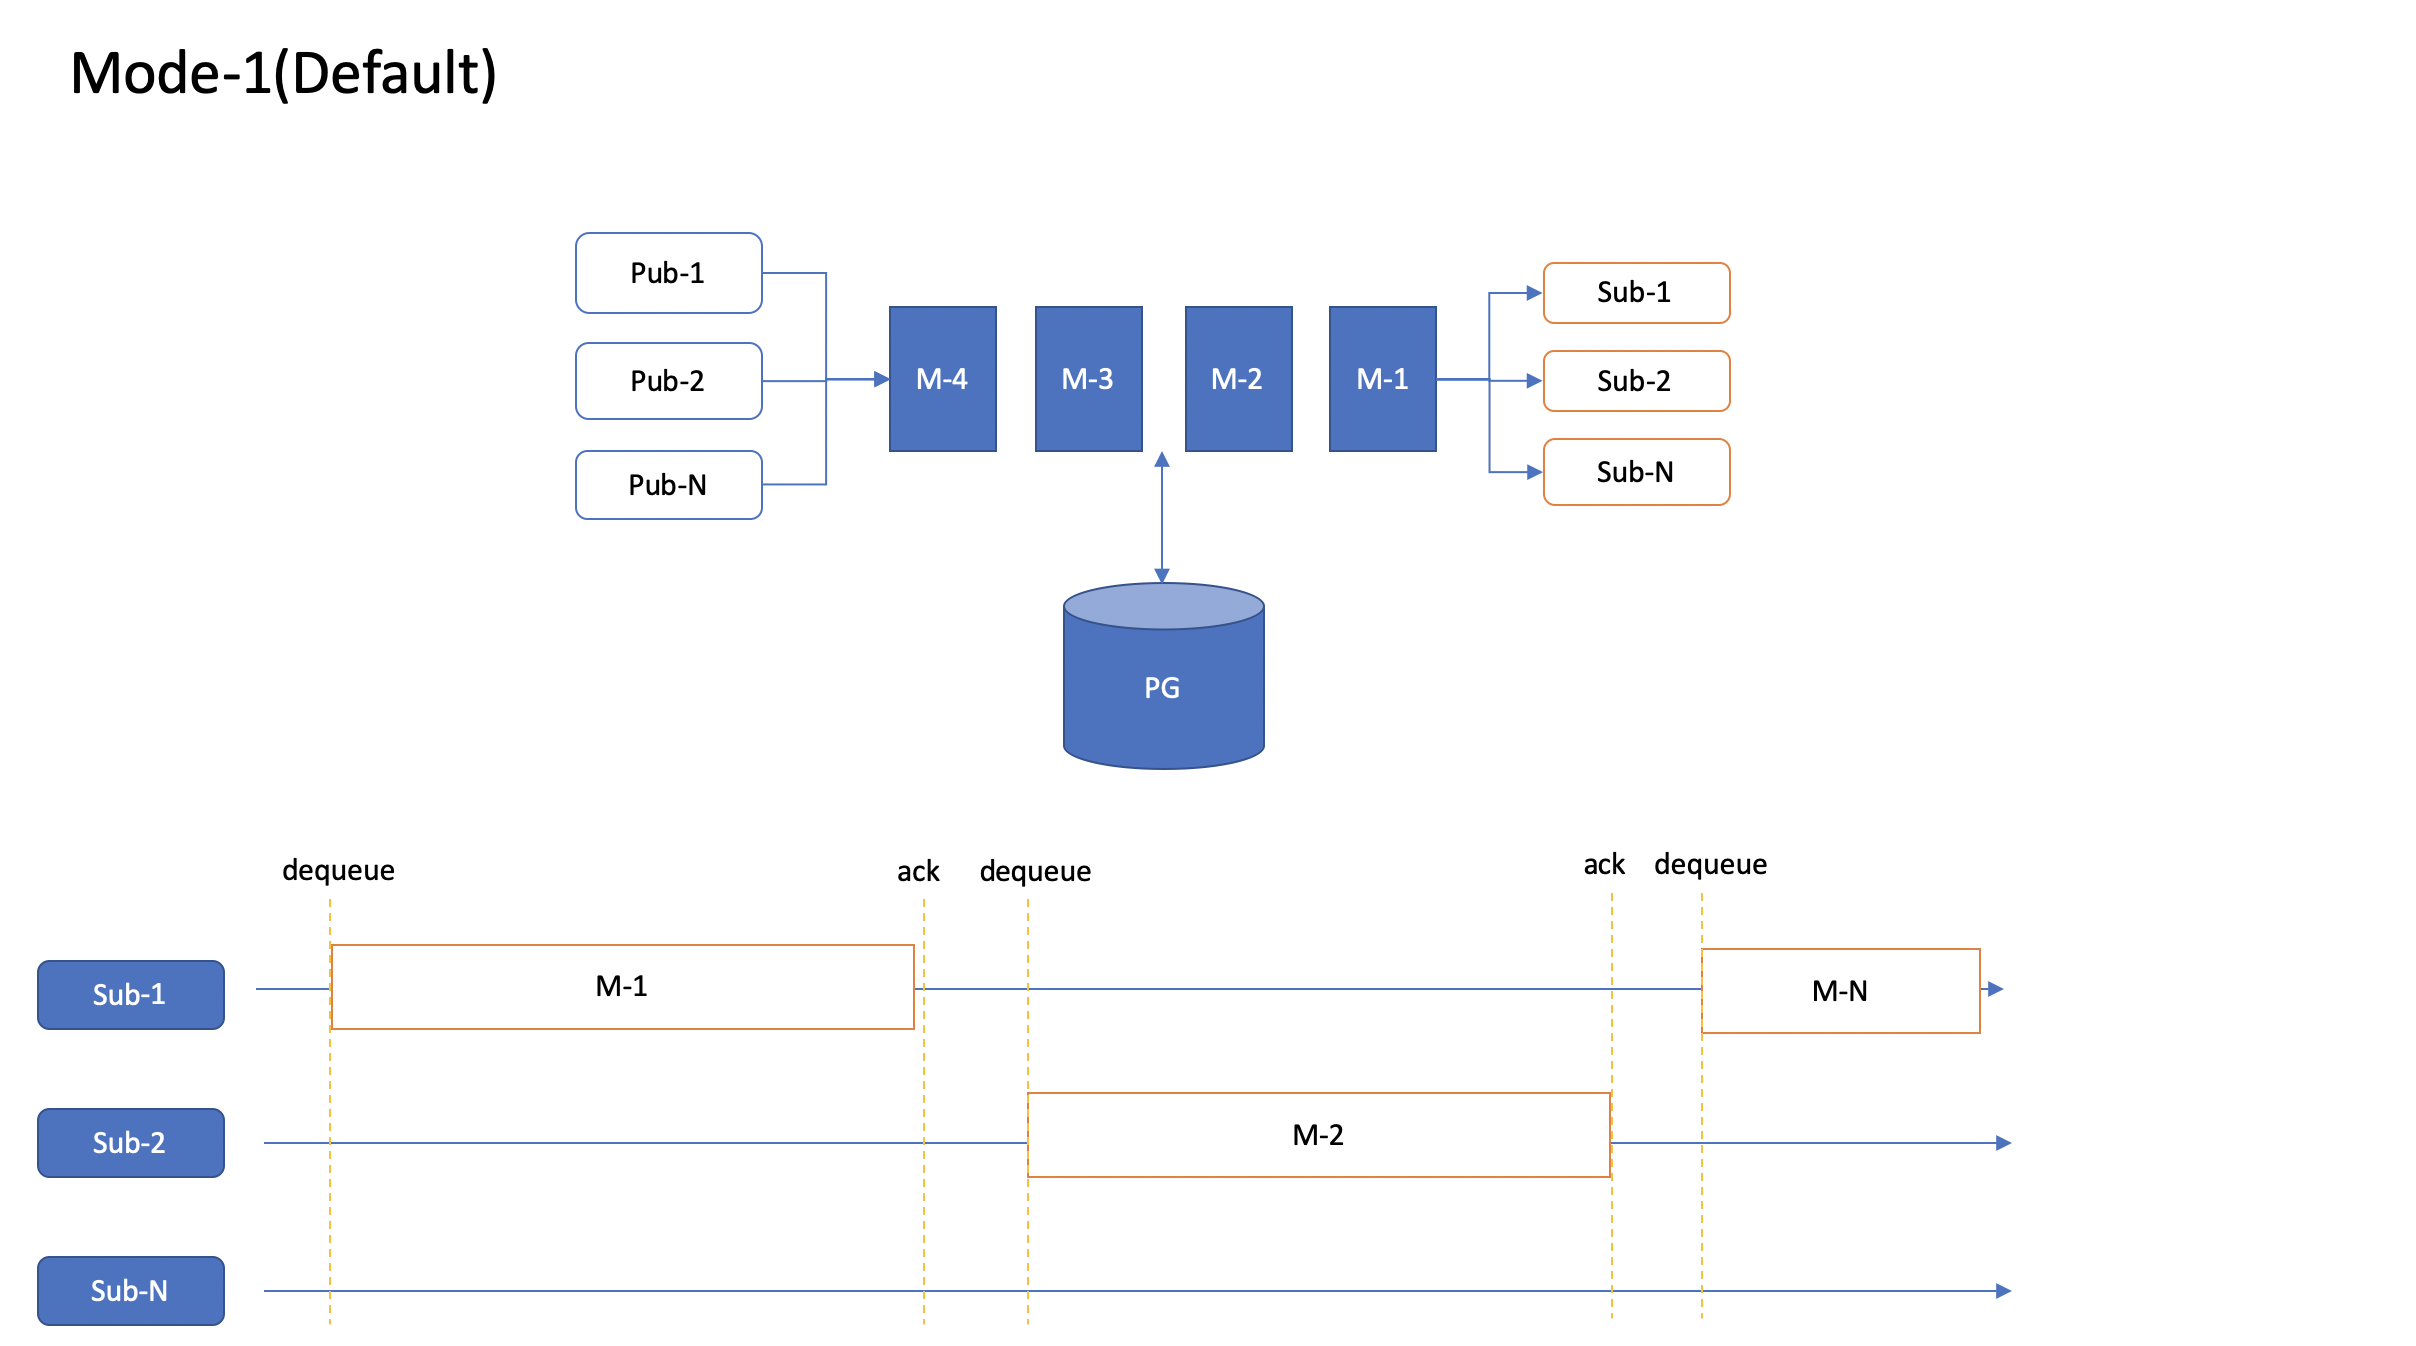 Mode-1(Default)
Pub-1
Pub-2
Pub-N
M-4
M-3
M-2
M-1
Sub-1
Sub-2
Sub-N
PG
dequeue
ack
dequeue
ack
dequeue
Sub-1
M-1
M-N
Sub-2
M-2
Sub-N